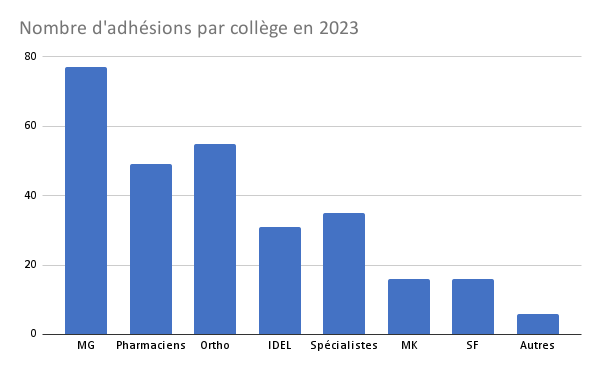 Nombre d'adhésions par collège en 2023
80
60
40
20
0
MG Pharmaciens Ortho IDEL Spécialistes MK SF Autres